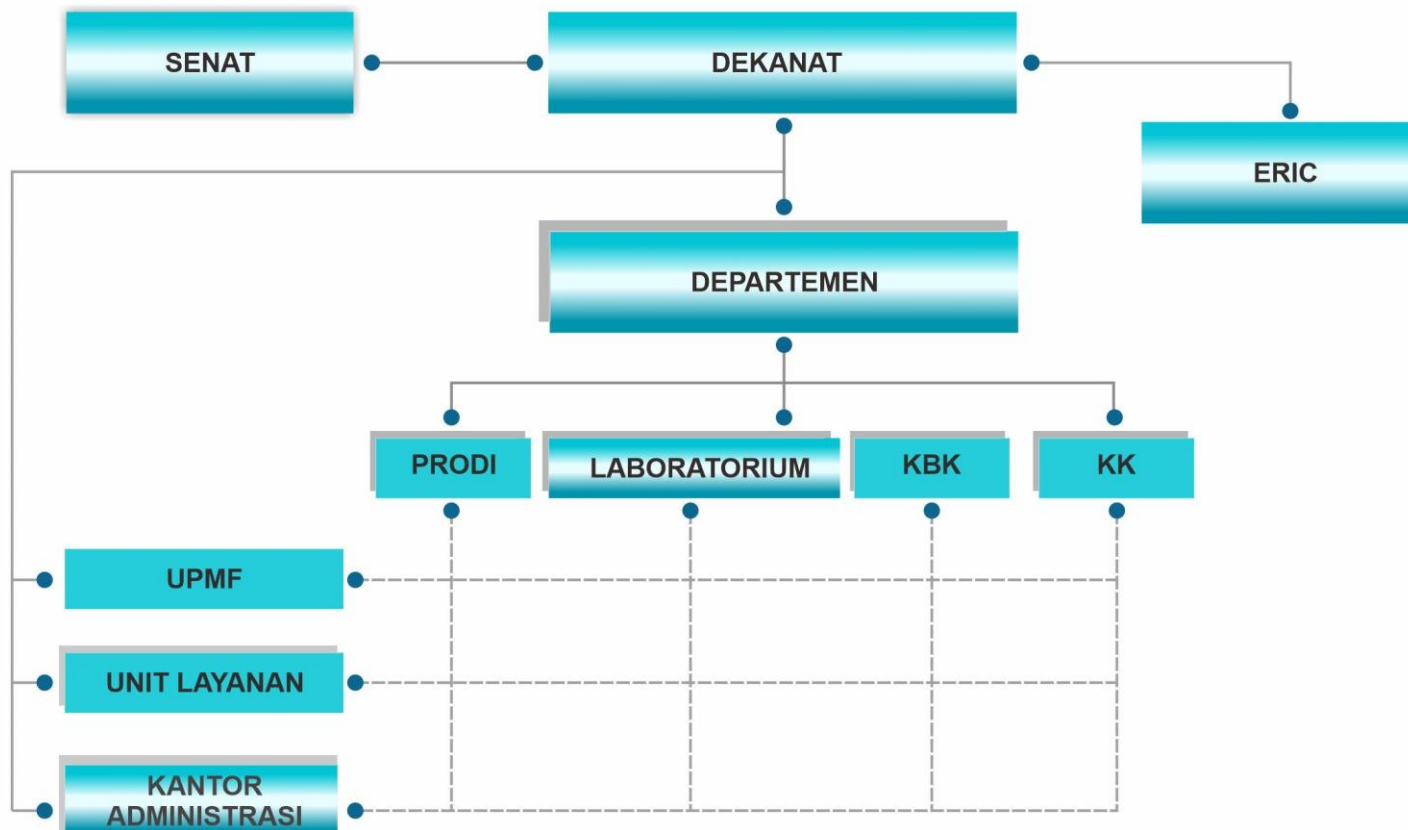 SENAT
DEKANAT
ERIC
DEPARTEMEN
PRODI
LABORATORIUM
KBK
KK
UPMF
UNIT LAYANAN
KANTOR
ADMINISTRASI